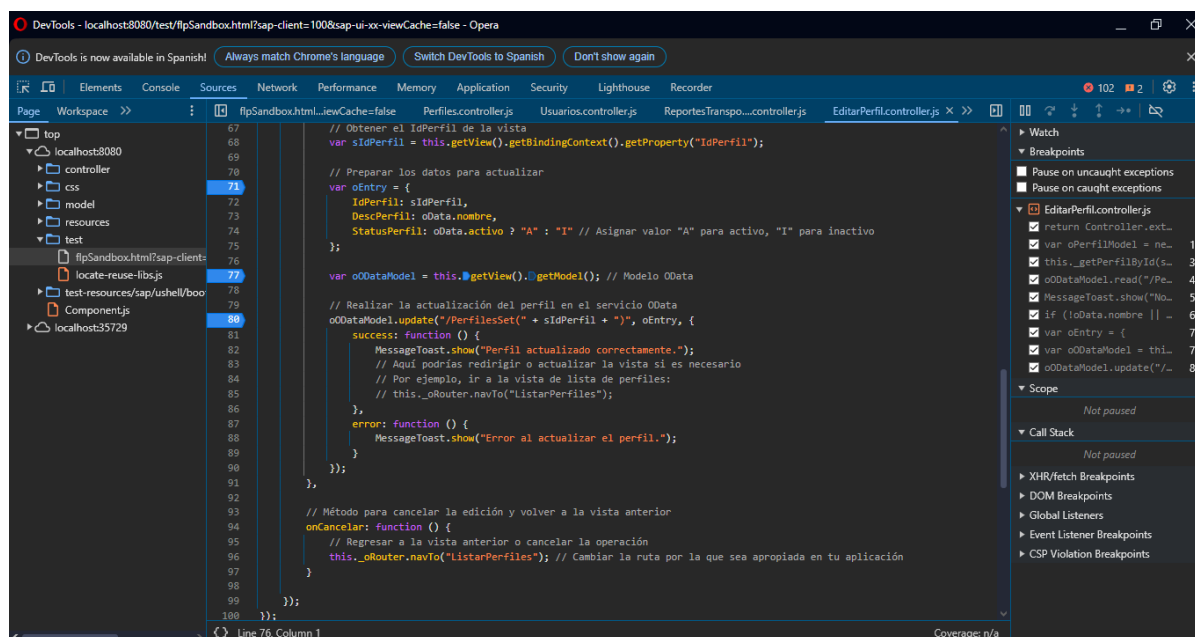 DevTools - localhost:8080/test/flpSandbox.html?sap-client=100&sap-ui-xx-viewCache=false - Opera
DevTools is now available in Spanish! Always match Chrome's language Switch DevTools to Spanish Don't show again
Elements Console Sources Network Performance Memory Application Security Lighthouse Recorder 102 2
Page Workspace >> flpSandbox.html...iewCache=false Perfiles.controller.js Usuarios.controller.js ReportesTranspo....controller.js EditarPerfil.controller.js × >>
top
localhost:8080
controller
css
model
resources
test
flpSandbox.html?sap-client=
locate-reuse-libs.js
test-resources/sap/ushell/boo
Component.js
localhost:35729
67 // Obtener el IdPerfil de la vista
68 var sIdPerfil = this.getView().getBindingContext().getProperty("IdPerfil");
69
70 // Preparar los datos para actualizar
71 var oEntry = {
72 IdPerfil: sIdPerfil,
73 DescPerfil: oData.nombre,
74 StatusPerfil: oData.activo ? "A" : "I" // Asignar valor "A" para activo, "I" para inactivo
75 };
76
77 var oODataModel = this.getView().getModel(); // Modelo OData
78
79 // Realizar la actualización del perfil en el servicio OData
80 oODataModel.update("/PerfilesSet(" + sIdPerfil + ")", oEntry, {
81 success: function () {
82 MessageToast.show("Perfil actualizado correctamente.");
83 // Aquí podrías redirigir o actualizar la vista si es necesario
84 // Por ejemplo, ir a la vista de lista de perfiles:
85 // this._oRouter.navTo("ListarPerfiles");
86 },
87 error: function () {
88 MessageToast.show("Error al actualizar el perfil.");
89 }
90 });
91 },
92
93 // Método para cancelar la edición y volver a la vista anterior
94 onCancelar: function () {
95 // Regresar a la vista anterior o cancelar la operación
96 this._oRouter.navTo("ListarPerfiles"); // Cambiar la ruta por la que sea apropiada en tu aplicación
97 }
98
99 });
100 });
{} Line 76, Column 1 Coverage: n/a
Watch
Breakpoints
Pause on uncaught exceptions
Pause on caught exceptions
EditarPerfil.controller.js
return Controller.ext...
var oPerfilModel = ne... 1
this._getPerfilById(s... 3
oODataModel.read("/Pe... 4
MessageToast.show("No... 5
if (!oData.nombre || ... 6
var oEntry = { 7
var oODataModel = thi... 7
oODataModel.update("/... 8
Scope
Not paused
Call Stack
Not paused
XHR/fetch Breakpoints
DOM Breakpoints
Global Listeners
Event Listener Breakpoints
CSP Violation Breakpoints